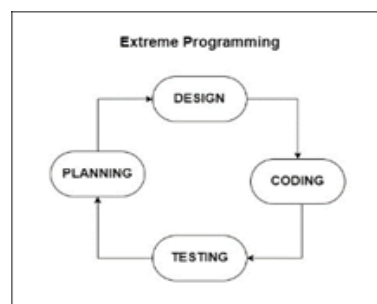 Extreme Programming
DESIGN
PLANNING
CODING
TESTING